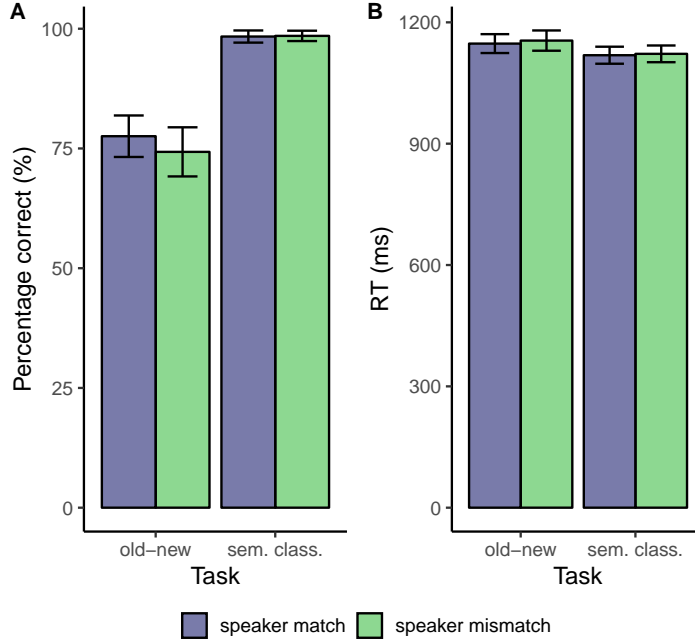 A
Percentage correct (%)
100
75
50
25
0
old−new
sem. class.
Task
B
RT (ms)
1200
900
600
300
0
old−new
sem. class.
Task
speaker match
speaker mismatch